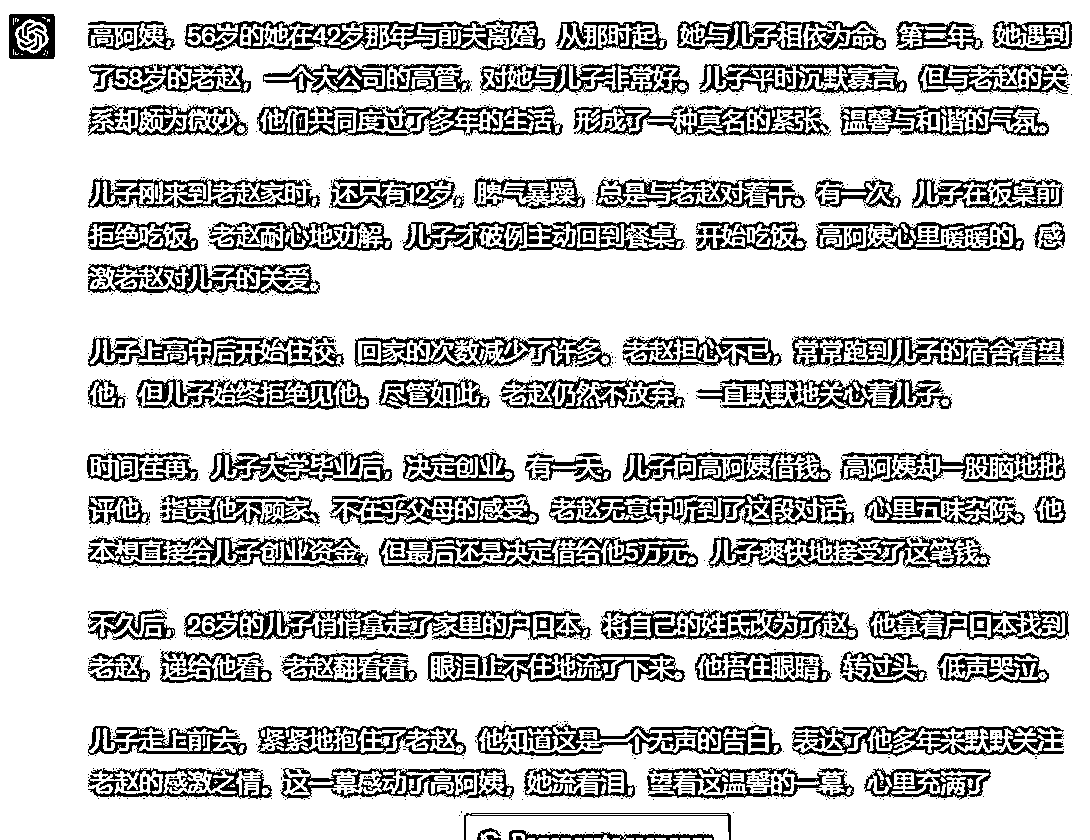 高阿姨，56岁的她在42岁那年与前夫离婚，从那时起，她与儿子相依为命。第三年，她遇到
了58岁的老赵，一个大公司的高管，对她与儿子非常好。儿子平时沉默寡言，但与老赵的关
系却颇为微妙。他们共同度过了多年的生活，形成了一种莫名的紧张、温馨与和谐的气氛。
儿子刚来到老赵家时，还只有12岁，脾气暴躁，总是与老赵对着干。有一次，儿子在饭桌前
拒绝吃饭，老赵耐心地劝解，儿子才破例主动回到餐桌，开始吃饭。高阿姨心里暖暖的，感
激老赵对儿子的关爱。
儿子上高中后开始住校，回家的次数减少了许多。老赵担心不已，常常跑到儿子的宿舍看望
他，但儿子始终拒绝见他。尽管如此，老赵仍然不放弃，一直默默地关心着儿子。
时间荏苒，儿子大学毕业后，决定创业。有一天，儿子向高阿姨借钱。高阿姨却一股脑地批
评他，指责他不顾家、不在乎父母的感受。老赵无意中听到了这段对话，心里五味杂陈。他
本想直接给儿子创业资金，但最后还是决定借给他5万元。儿子爽快地接受了这笔钱。
不久后，26岁的儿子悄悄拿走了家里的户口本，将自己的姓氏改为了赵。他拿着户口本找到
老赵，递给他看。老赵翻看着，眼泪止不住地流了下来。他捂住眼睛，转过头，低声哭泣。
儿子走上前去，紧紧地抱住了老赵。他知道这是一个无声的告白，表达了他多年来默默关注
老赵的感激之情。这一幕感动了高阿姨，她流着泪，望着这温馨的一幕，心里充满了